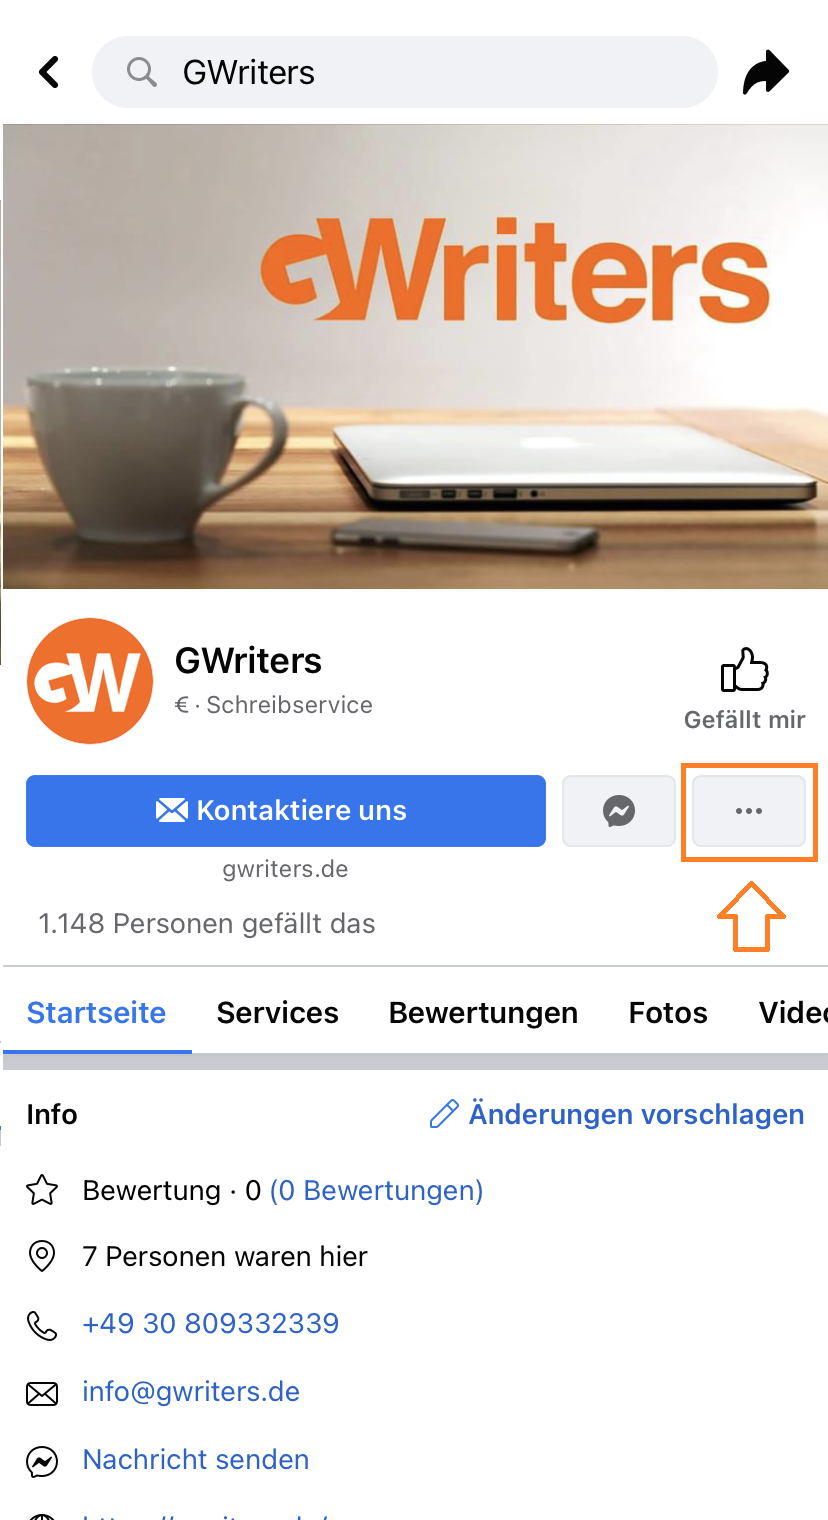 GWriters
GWriters
GW
GWriters
€ · Schreibservice
Gefällt mir
Kontaktiere uns
gwriters.de
1.148 Personen gefällt das
Startseite Services Bewertungen Fotos
Info
Änderungen vorschlagen
Bewertung · 0 (0 Bewertungen)
7 Personen waren hier
+49 30 809332339
info@gwriters.de
Nachricht senden